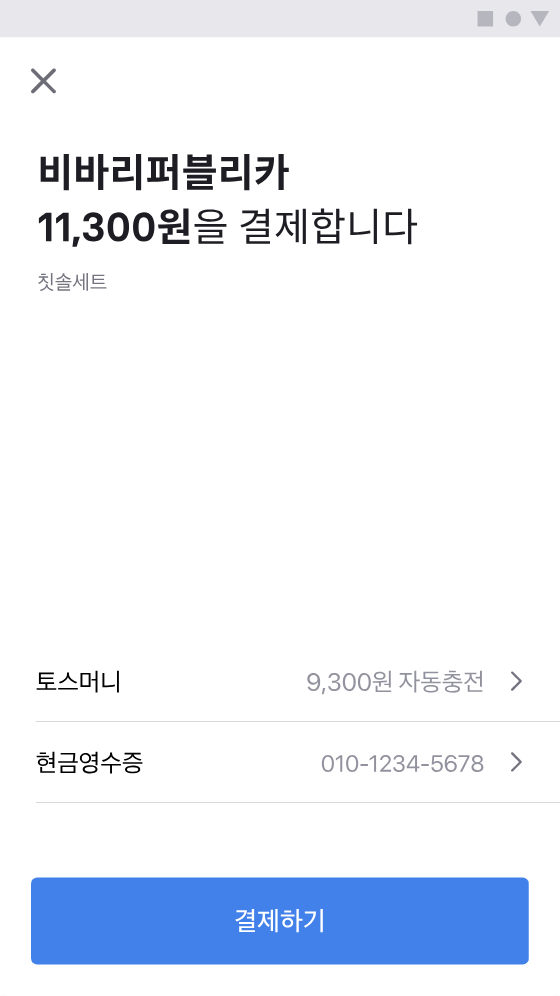 비바리퍼블리카
11,300원을 결제합니다
칫솔세트
토스머니 9,300원 자동충전
현금영수증 010-1234-5678
결제하기